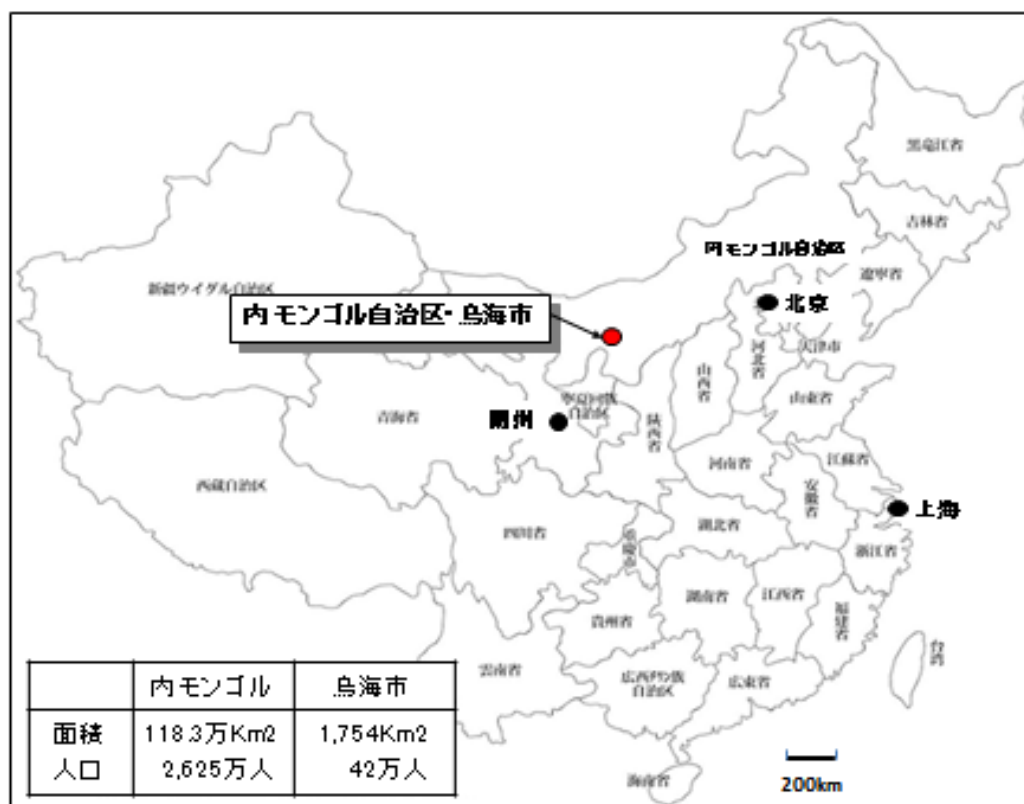 黒竜江省
吉林省
内モンゴル自治区
遼寧省
新疆ウイグル自治区
内モンゴル自治区・烏海市
北京
天津市
河北省
山西省
山東省
寧夏回族
自治区
青海省
蘭州
陝西省
河南省
江蘇省
安徽省
西蔵自治区
上海
四川省
重慶市
湖北省
浙江省
湖南省
江西省
貴州省
福建省
台湾
雲南省
広西チワン族
自治区
広東省
海南省
内モンゴル 烏海市
面積 118.3万Km2 1,754Km2
人口 2,625万人 42万人
200km